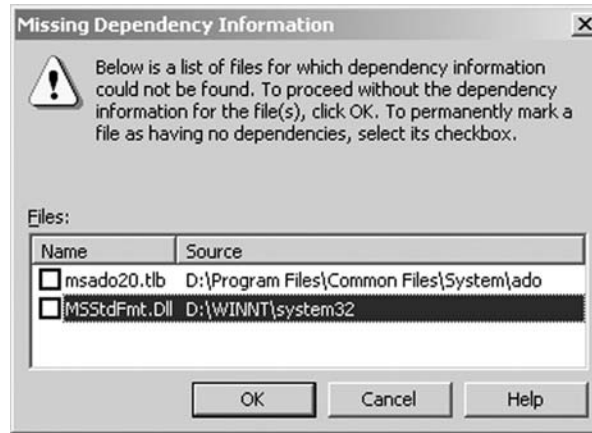 Missing Dependency Information
Below is a list of files for which dependency information
could not be found. To proceed without the dependency
information for the file(s), click OK. To permanently mark a
file as having no dependencies, select its checkbox.
Files:
Name Source
msado20.tlb D:\Program Files\Common Files\System\ado
MSStdFmt.Dll D:\WINNT\system32
OK Cancel Help